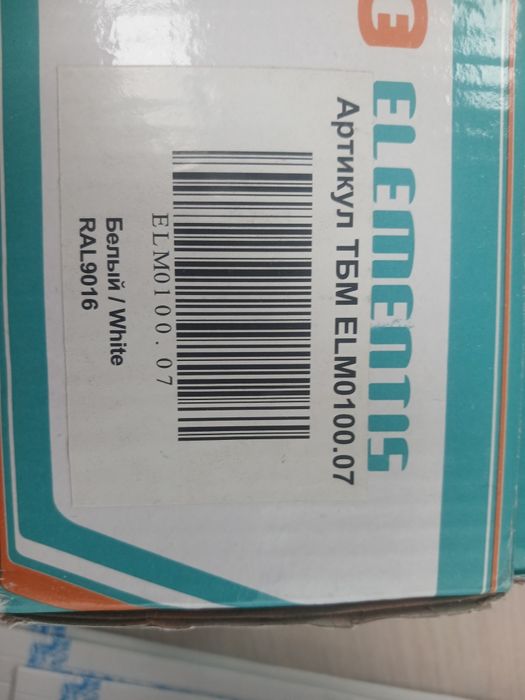 ELEMENTIS
Артикул ТБМ ELM0100.07
ELM0100.07
Белый / White
RAL9016